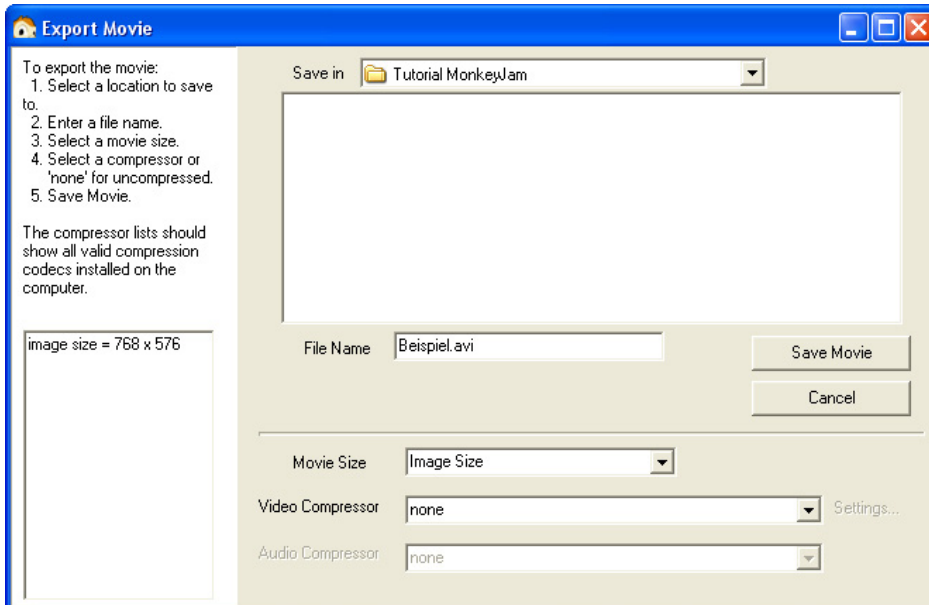 Export Movie
To export the movie:
1. Select a location to save
to.
2. Enter a file name.
3. Select a movie size.
4. Select a compressor or
'none' for uncompressed.
5. Save Movie.
The compressor lists should
show all valid compression
codecs installed on the
computer.
image size = 768 x 576
Save in
Tutorial MonkeyJam
File Name
Beispiel.avi
Save Movie
Cancel
Movie Size
Image Size
Video Compressor
none
Settings...
Audio Compressor
none